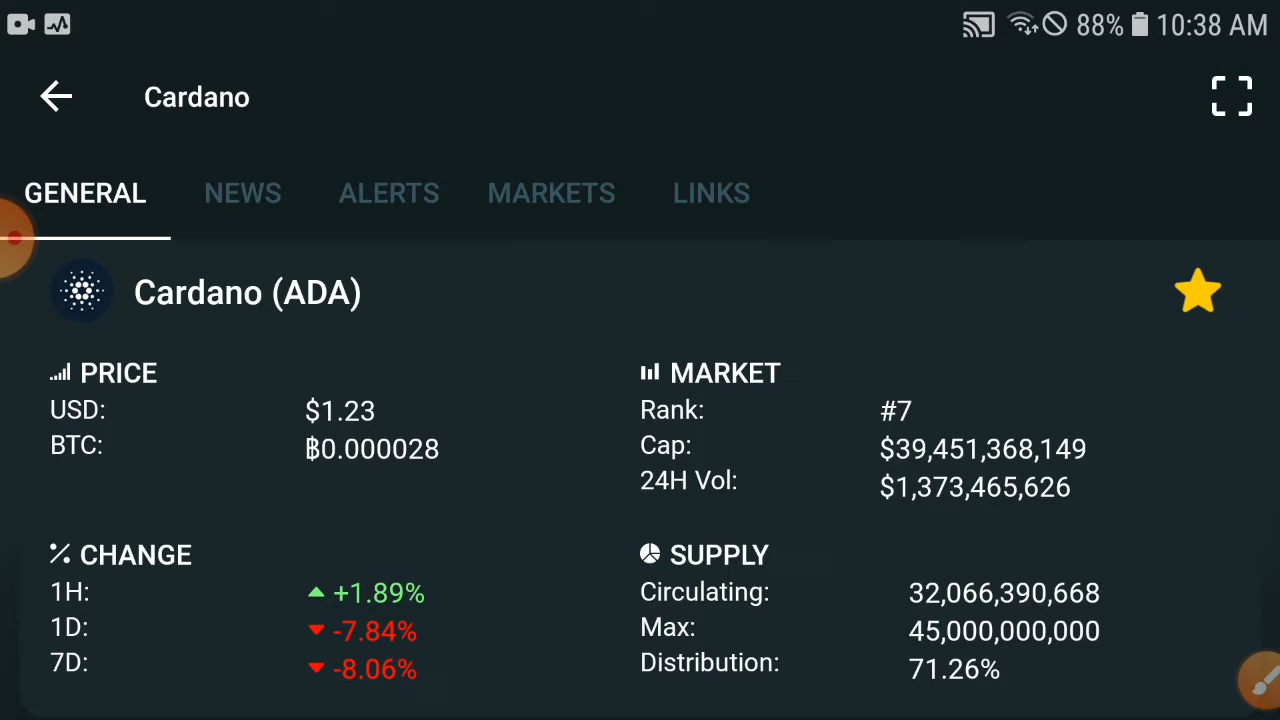 88% 10:38 AM
Cardano
GENERAL NEWS ALERTS MARKETS LINKS
Cardano (ADA)
PRICE
USD: $1.23
BTC: ฿0.000028
MARKET
Rank: #7
Cap: $39,451,368,149
24H Vol: $1,373,465,626
CHANGE
1H: +1.89%
1D: -7.84%
7D: -8.06%
SUPPLY
Circulating: 32,066,390,668
Max: 45,000,000,000
Distribution: 71.26%